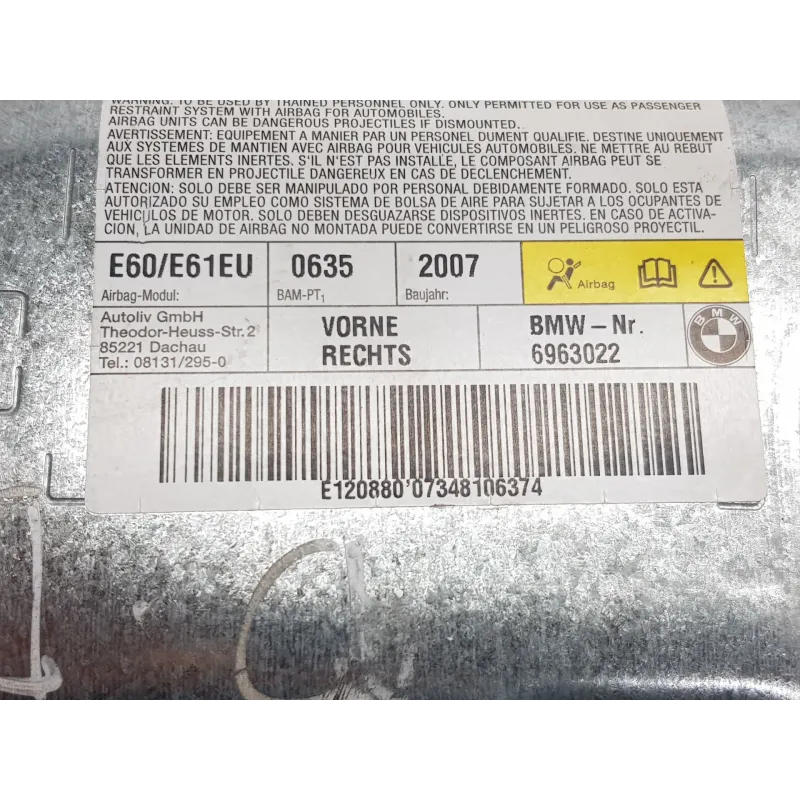 WARNING: TO BE USED BY TRAINED PERSONNEL ONLY. ONLY PERMITTED FOR USE AS PASSENGER
RESTRAINT SYSTEM WITH AIRBAG FOR AUTOMOBILES.
AIRBAG UNITS CAN BE DANGEROUS PROJECTILES IF DISMOUNTED.
AVERTISSEMENT: EQUIPEMENT A MANIER PAR UN PERSONEL DUMENT QUALIFIE. DESTINE UNIQUEMENT
AUX SYSTEMES DE MANTIEN AVEC AIRBAG POUR VEHICULES AUTOMOBILES. NE METTRE AU REBUT
QUE LES ELEMENTS INERTES. S'IL N'EST PAS INSTALLE, LE COMPOSANT AIRBAG PEUT SE
TRANSFORMER EN PROJECTILE DANGEREUX EN CAS DE DECLENCHEMENT.
ATENCION: SOLO DEBE SER MANIPULADO POR PERSONAL DEBIDAMENTE FORMADO. SOLO ESTA
AUTORIZADO SU EMPLEO COMO SISTEMA DE BOLSA DE AIRE PARA SUJETAR A LOS OCUPANTES DE
VEHICULOS DE MOTOR. SOLO DEBEN DESGUAZARSE DISPOSITIVOS INERTES. EN CASO DE ACTIVA-
CION, LA UNIDAD DE AIRBAG NO MONTADA PUEDE CONVERTIRSE EN UN PELIGROSO PROYECTIL.
E60/E61EU 0635 2007
Airbag-Modul: BAM-PT1 Baujahr: Airbag
Autoliv GmbH
Theodor-Heuss-Str.2
85221 Dachau
Tel.: 08131/295-0
VORNE
RECHTS
BMW-Nr.
6963022
BMW
E120880'07348106374